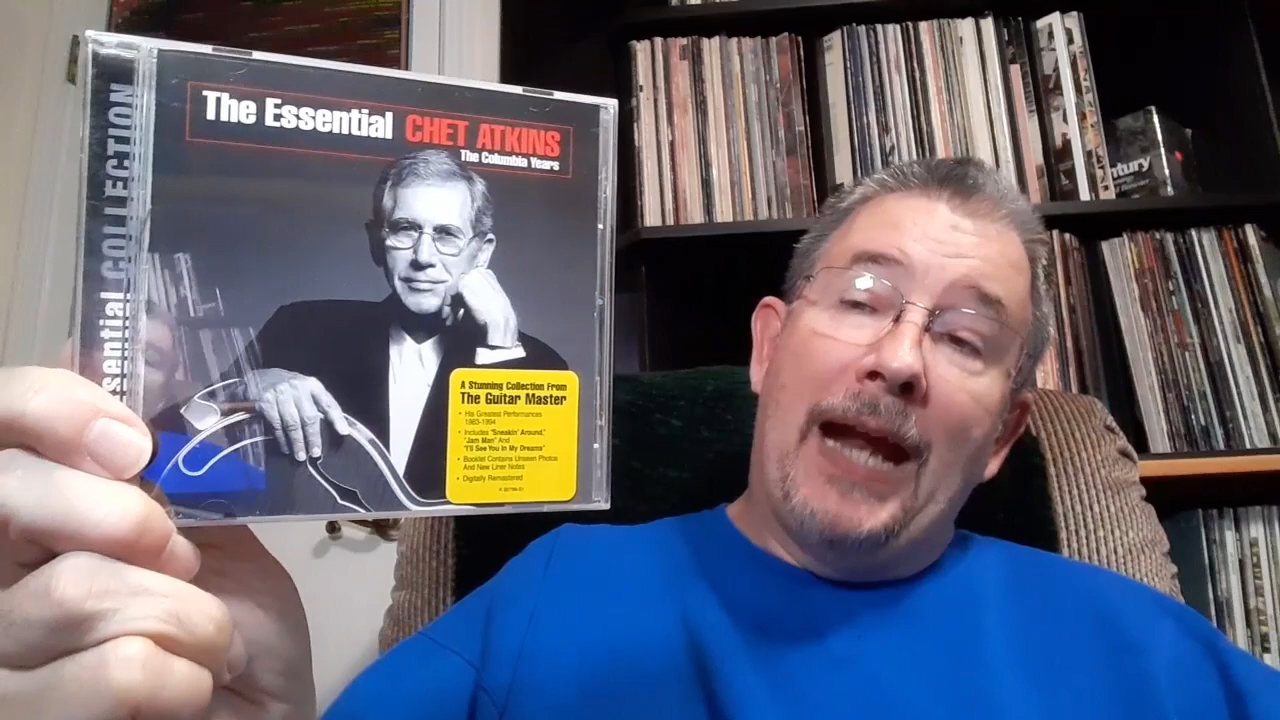 The Essential CHET ATKINS
The Columbia Years
Essential COLLECTION
A Stunning Collection From
The Guitar Master
• His Greatest Performances
1983-1994
• Includes "Sneakin' Around,"
"Jam Man" And
"I'll See You In My Dreams"
• Booklet Contains Unseen Photos
And New Liner Notes
• Digitally Remastered
ntury